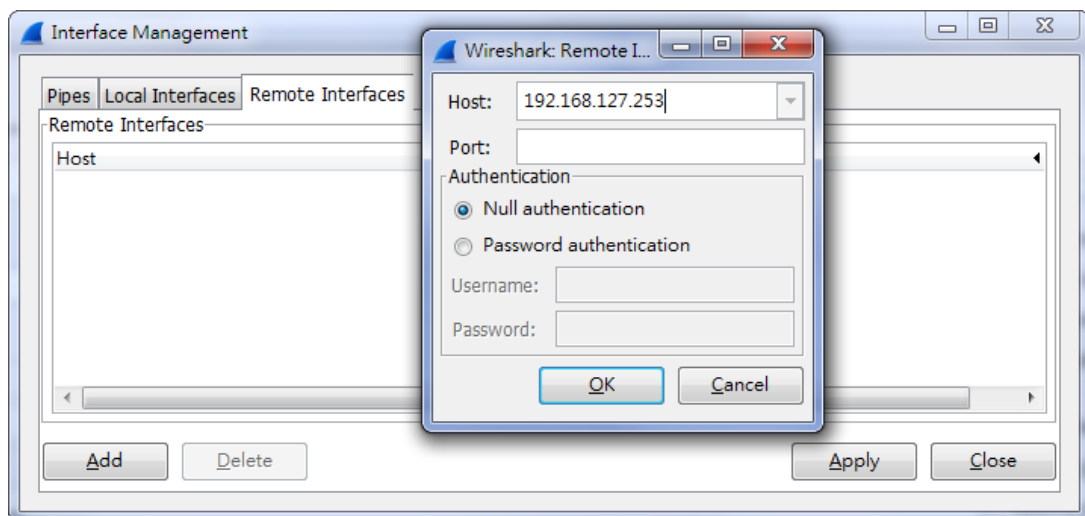 Interface Management
Pipes Local Interfaces Remote Interfaces
Remote Interfaces
Host
Add Delete Apply Close
Wireshark: Remote I...
Host: 192.168.127.253
Port:
Authentication
Null authentication
Password authentication
Username:
Password:
OK Cancel